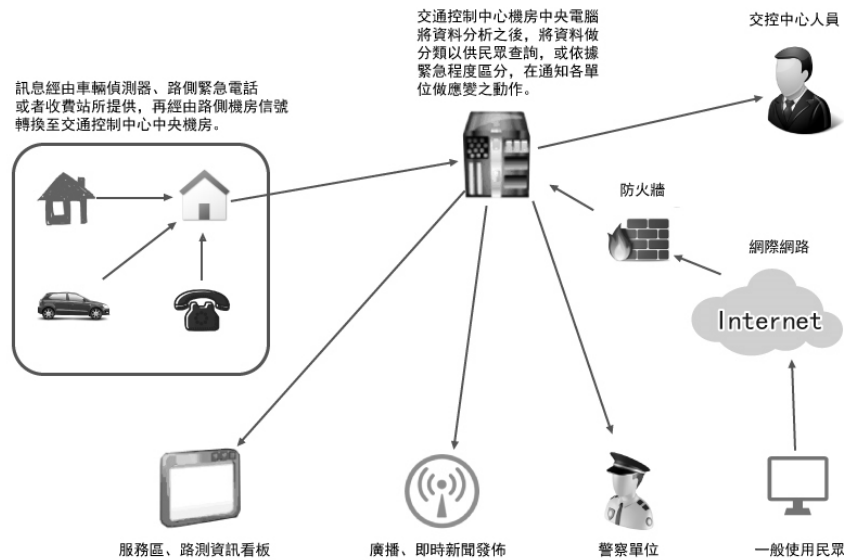 交通控制中心機房中央電腦
將資料分析之後，將資料做
分類以供民眾查詢，或依據
緊急程度區分，在通知各單
位做應變之動作。
交控中心人員
訊息經由車輛偵測器、路側緊急電話
或者收費站所提供，再經由路側機房信號
轉換至交通控制中心中央機房。
防火牆
網際網路
Internet
服務區、路測資訊看板
廣播、即時新聞發佈
警察單位
一般使用民眾